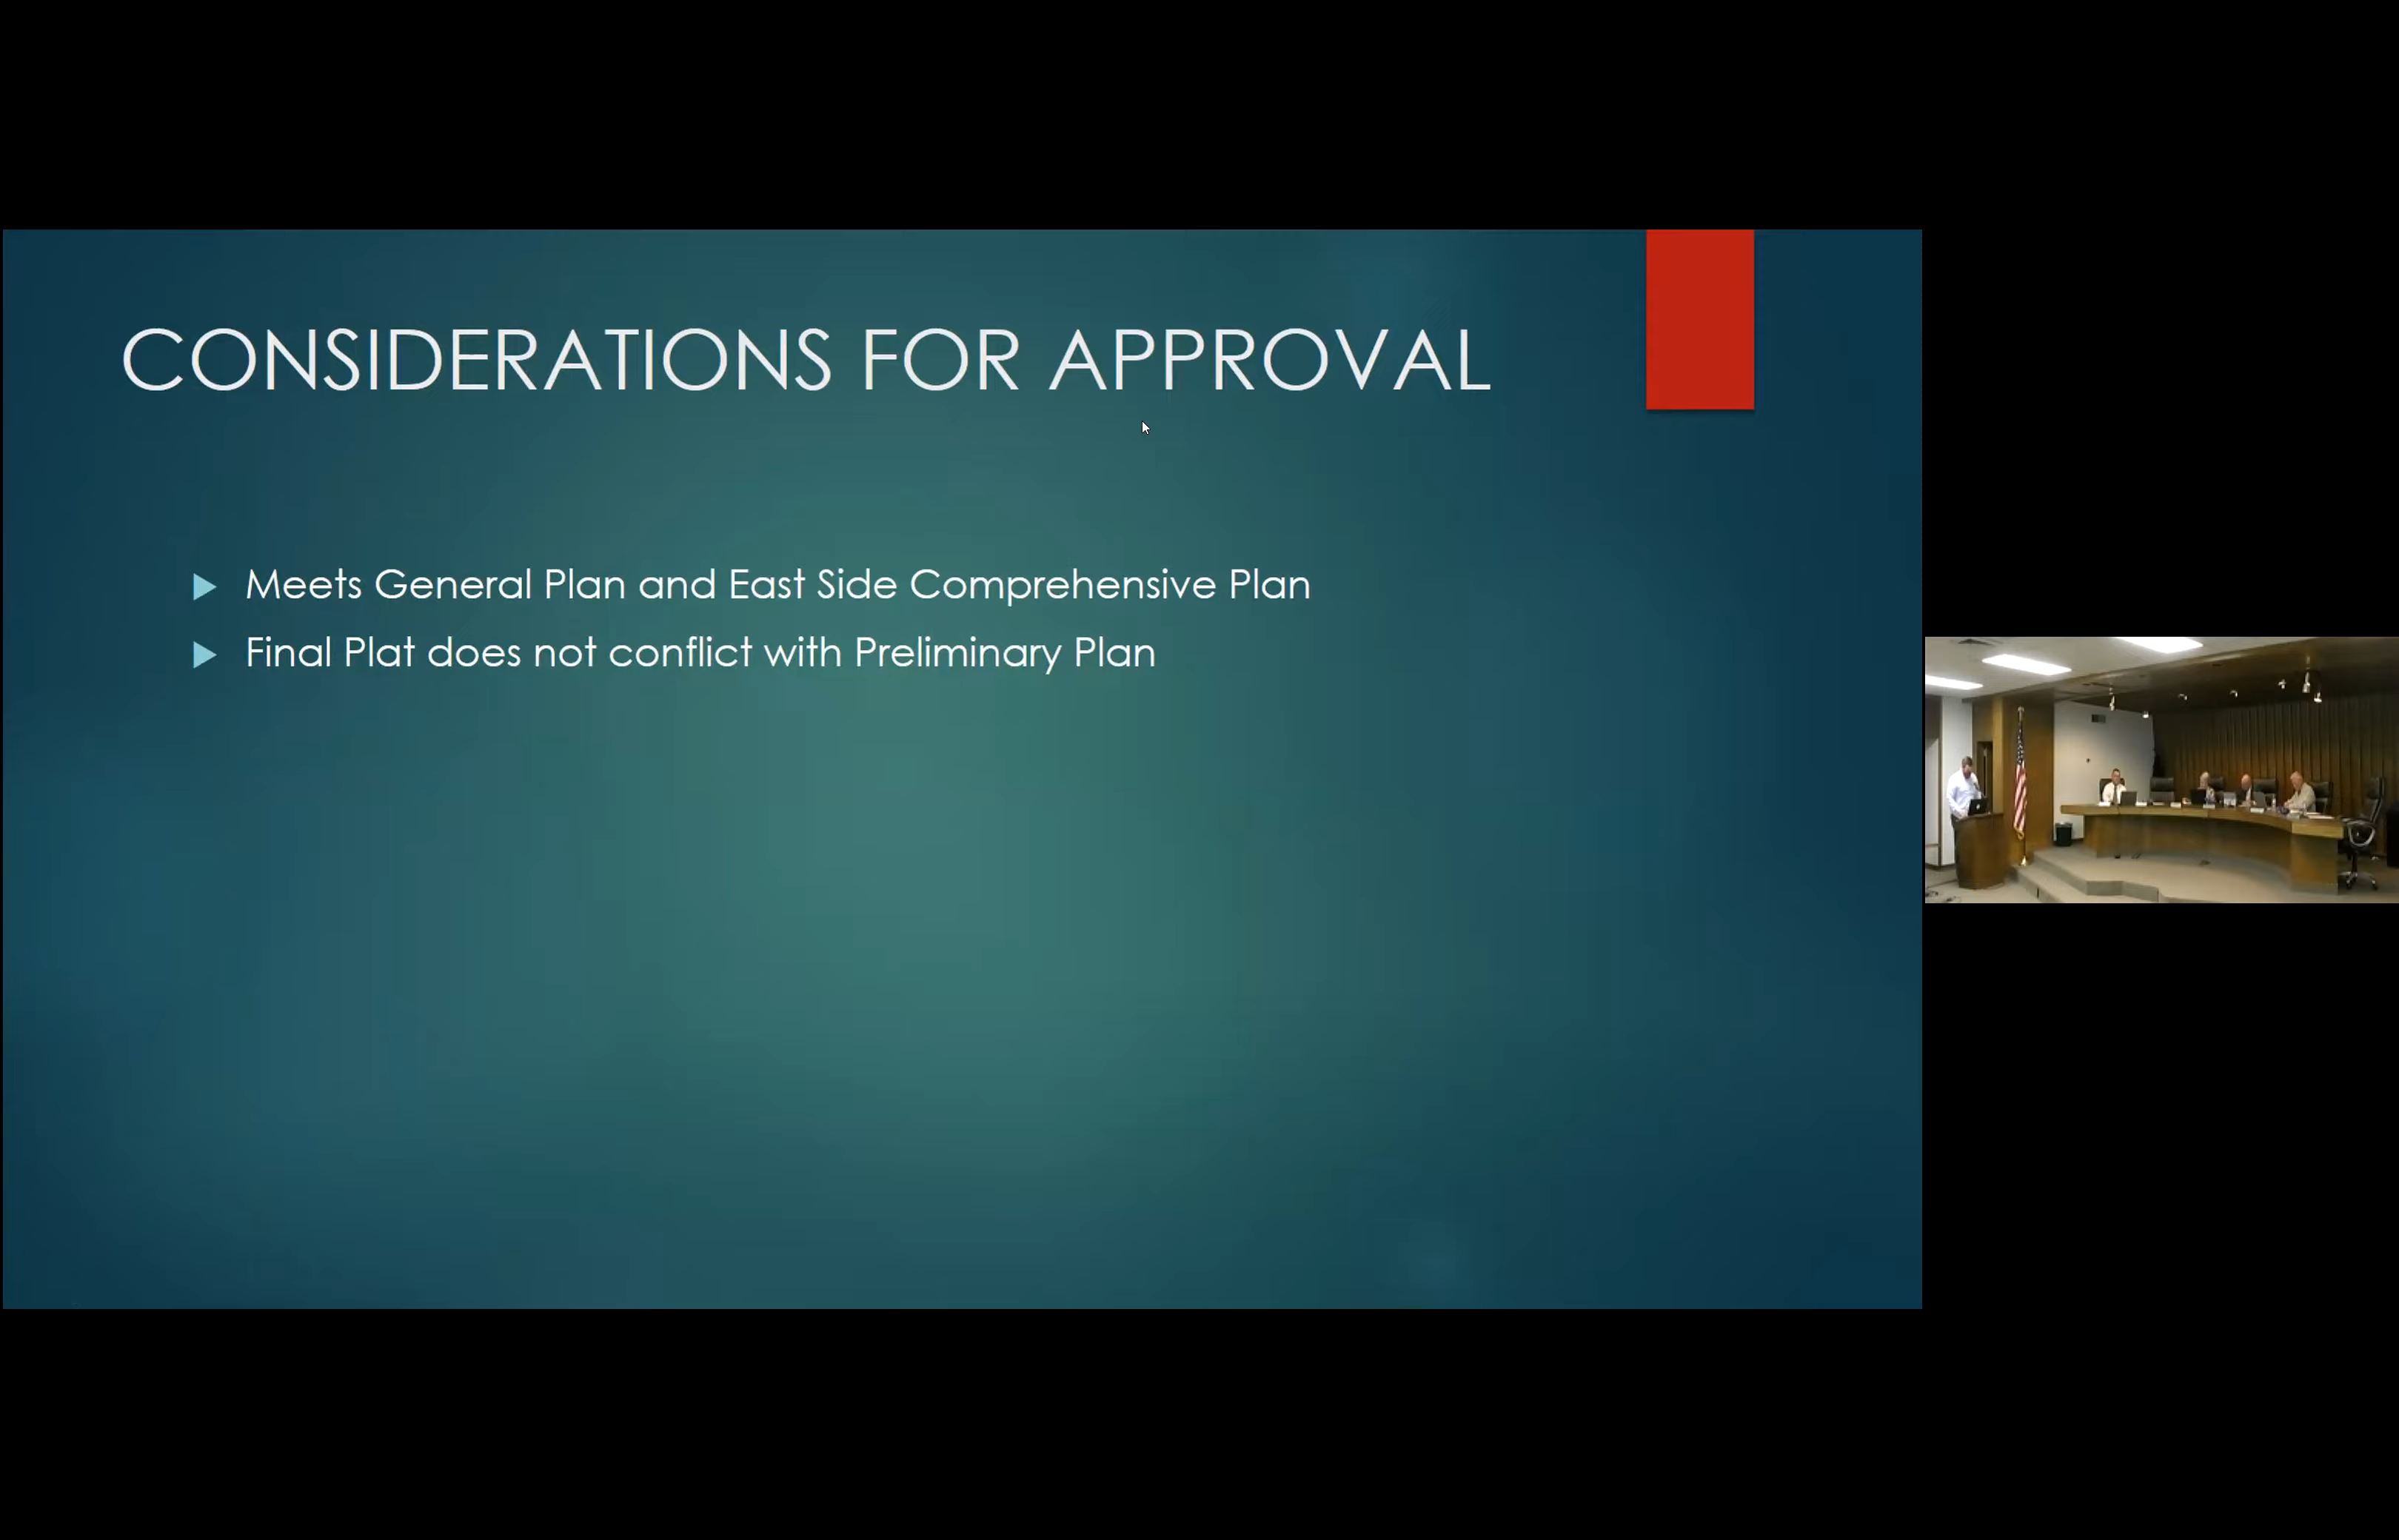 CONSIDERATIONS FOR APPROVAL
Meets General Plan and East Side Comprehensive Plan
Final Plat does not conflict with Preliminary Plan